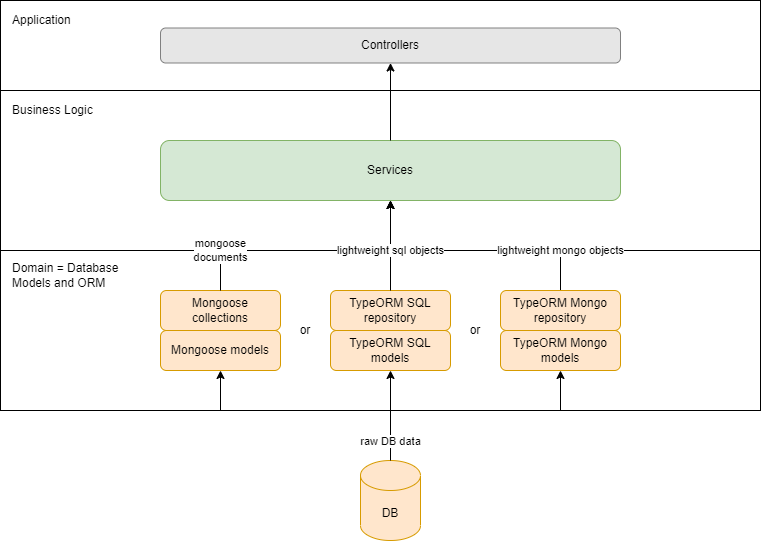 Application
Controllers
Business Logic
Services
mongoose
documents
lightweight sql objects
lightweight mongo objects
Domain = Database
Models and ORM
Mongoose
collections
Mongoose models
or
TypeORM SQL
repository
TypeORM SQL
models
or
TypeORM Mongo
repository
TypeORM Mongo
models
raw DB data
DB